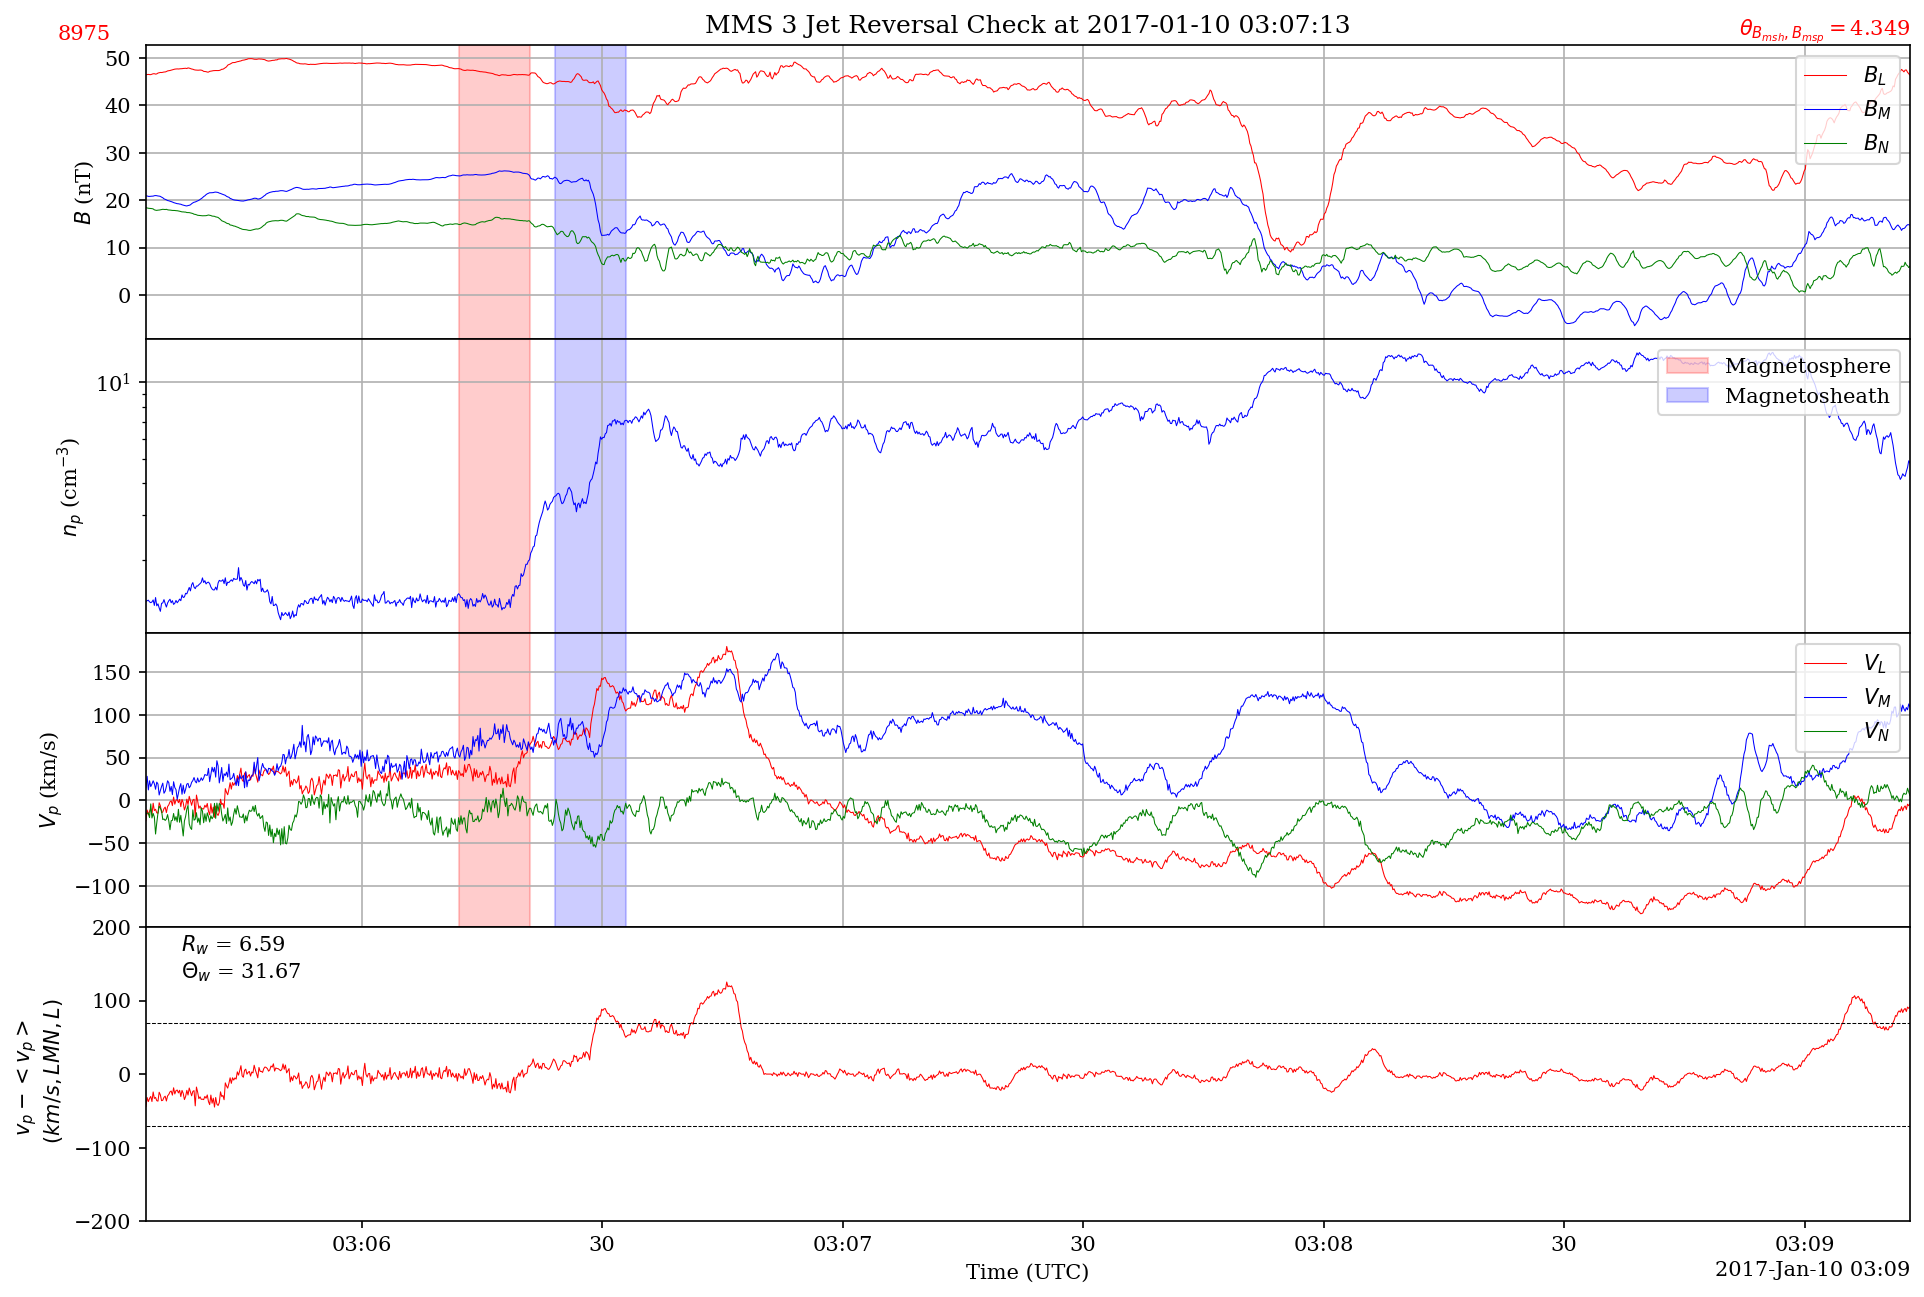 MMS 3 Jet Reversal Check at 2017-01-10 03:07:13
8975
θ_{B_{msh}, B_{msp}} = 4.349
B (nT)
50
40
30
20
10
0
B_L
B_M
B_N
n_p (cm^{-3})
10^1
Magnetosphere
Magnetosheath
V_p (km/s)
150
100
50
0
−50
−100
V_L
V_M
V_N
v_p − < v_p >
(km/s, LMN, L)
200
100
0
−100
−200
R_w = 6.59
Θ_w = 31.67
03:06
30
03:07
30
03:08
30
03:09
Time (UTC)
2017-Jan-10 03:09